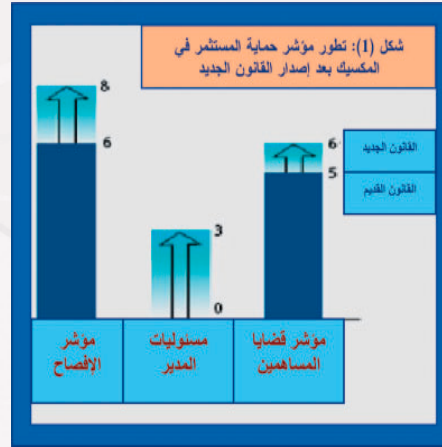 شكل (1): تطور مؤشر حماية المستثمر في
المكسيك بعد إصدار القانون الجديد
8
6
3
0
6
5
القانون الجديد
القانون القديم
مؤشر قضايا
المساهمين
مسئوليات
المدير
مؤشر
الإفصاح